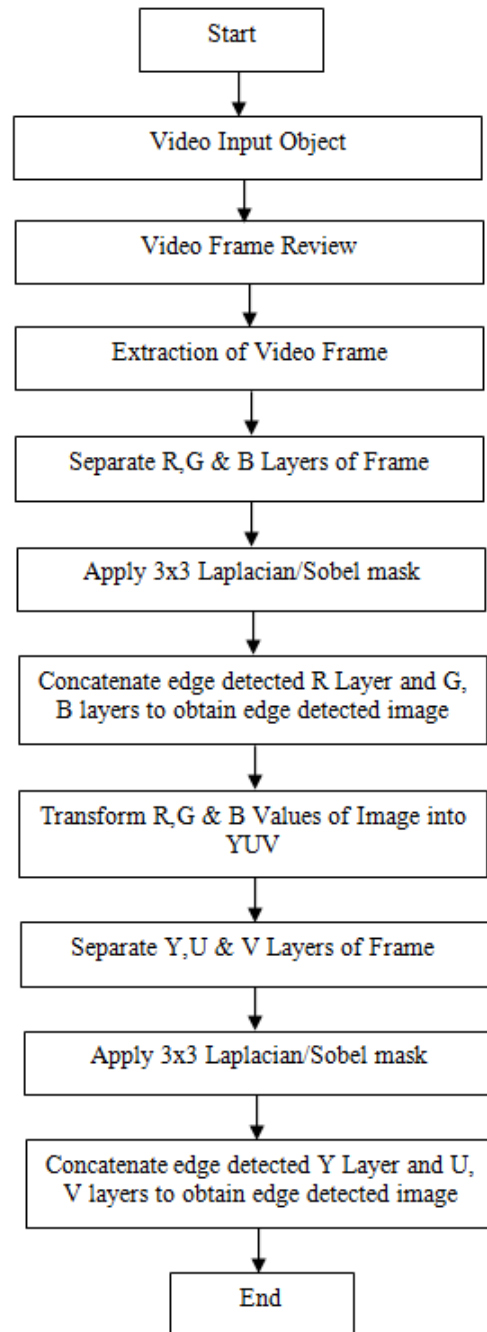 Start
Video Input Object
Video Frame Review
Extraction of Video Frame
Separate R,G & B Layers of Frame
Apply 3x3 Laplacian/Sobel mask
Concatenate edge detected R Layer and G,
B layers to obtain edge detected image
Transform R,G & B Values of Image into
YUV
Separate Y,U & V Layers of Frame
Apply 3x3 Laplacian/Sobel mask
Concatenate edge detected Y Layer and U,
V layers to obtain edge detected image
End